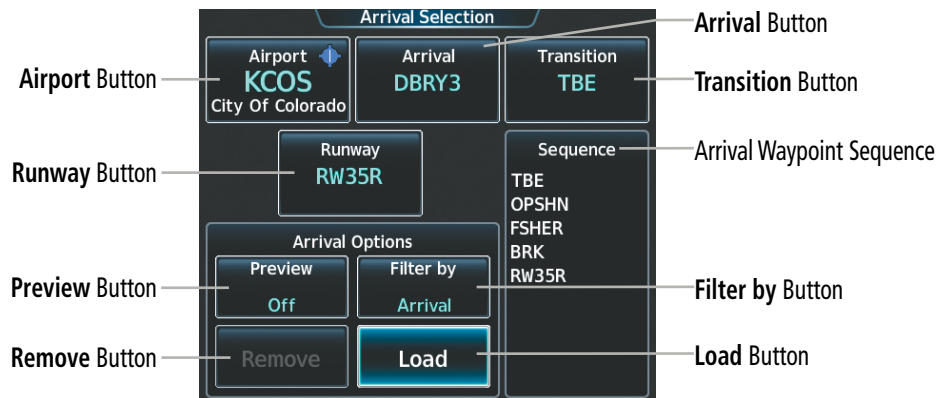 Arrival Selection
Arrival Button
Airport
KCOS
City Of Colorado
Arrival
DBRY3
Transition
TBE
Airport Button
Transition Button
Runway
RW35R
Runway Button
Sequence
TBE
OPSHN
FSHER
BRK
RW35R
Arrival Waypoint Sequence
Arrival Options
Preview
Off
Filter by
Arrival
Preview Button
Filter by Button
Remove
Load
Remove Button
Load Button